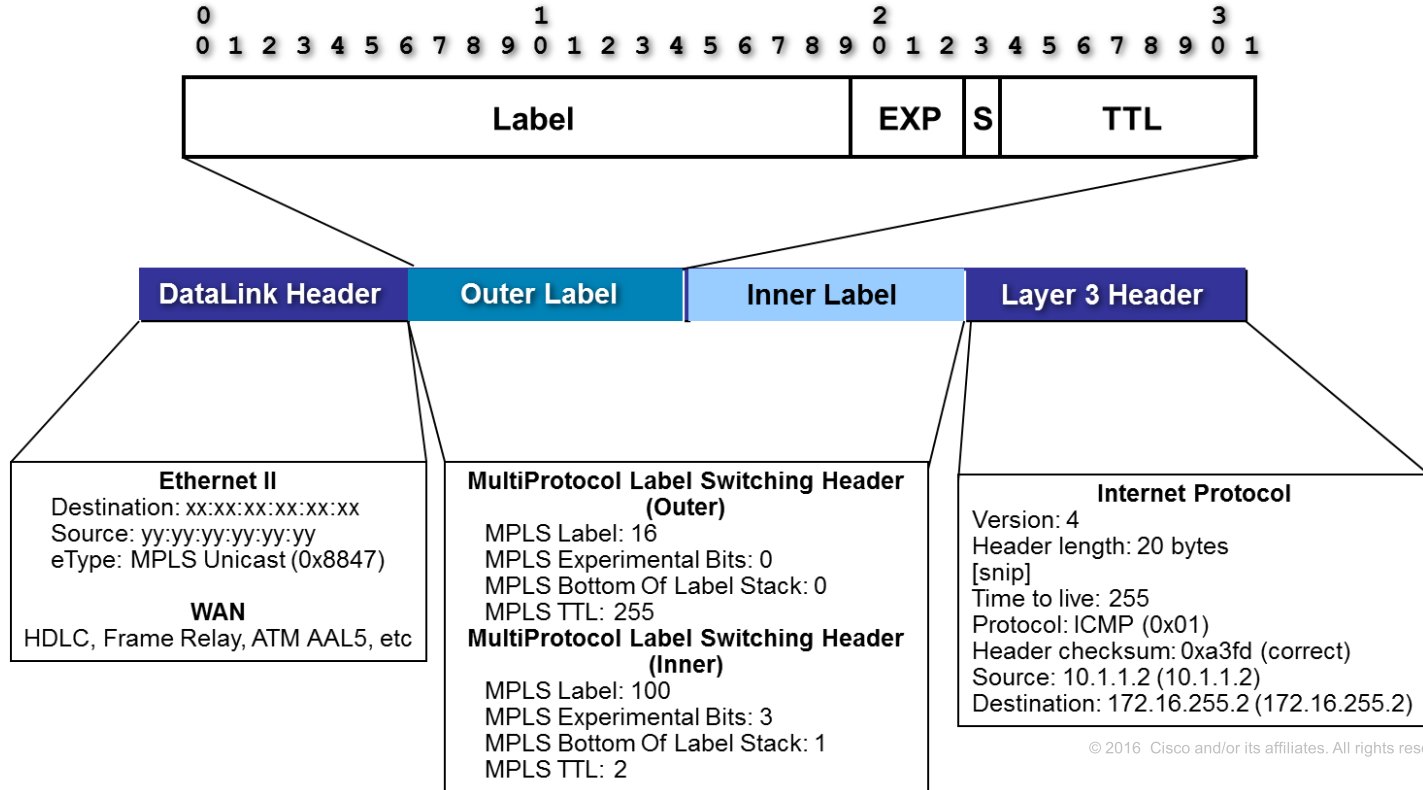 0 1 2 3
0 1 2 3 4 5 6 7 8 9 0 1 2 3 4 5 6 7 8 9 0 1 2 3 4 5 6 7 8 9 0 1
Label EXP S TTL
DataLink Header Outer Label Inner Label Layer 3 Header
Ethernet II
Destination: xx:xx:xx:xx:xx:xx
Source: yy:yy:yy:yy:yy:yy
eType: MPLS Unicast (0x8847)
WAN
HDLC, Frame Relay, ATM AAL5, etc
MultiProtocol Label Switching Header
(Outer)
MPLS Label: 16
MPLS Experimental Bits: 0
MPLS Bottom Of Label Stack: 0
MPLS TTL: 255
MultiProtocol Label Switching Header
(Inner)
MPLS Label: 100
MPLS Experimental Bits: 3
MPLS Bottom Of Label Stack: 1
MPLS TTL: 2
Internet Protocol
Version: 4
Header length: 20 bytes
[snip]
Time to live: 255
Protocol: ICMP (0x01)
Header checksum: 0xa3fd (correct)
Source: 10.1.1.2 (10.1.1.2)
Destination: 172.16.255.2 (172.16.255.2)
© 2016 Cisco and/or its affiliates. All rights rese